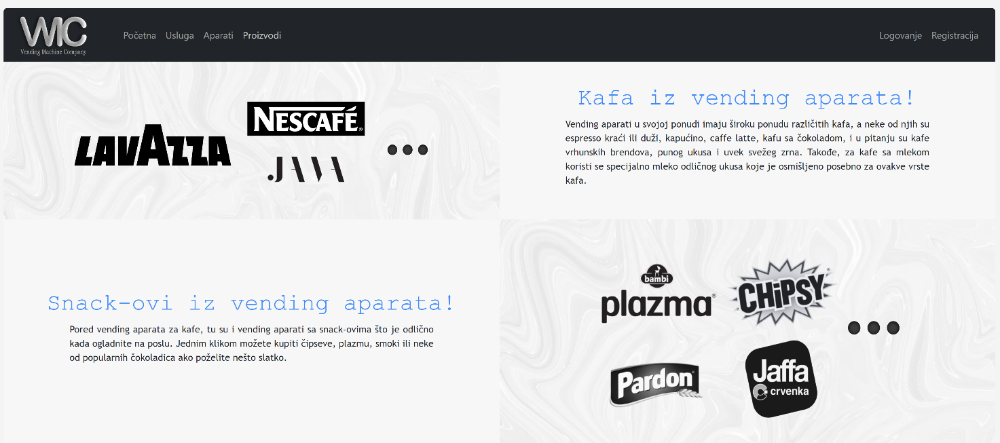 WIC
Vending Machine Company
Početna Usluga Aparati Proizvodi
Logovanje Registracija
LAVAZZA
NESCAFÉ®
JAVA
Kafa iz vending aparata!
Vending aparati u svojoj ponudi imaju široku ponudu različitih kafa, a neke od njih su
espresso kraći ili duži, kapućino, caffe latte, kafu sa čokoladom, i u pitanju su kafe
vrhunskih brendova, punog ukusa i uvek svežeg zrna. Takođe, za kafe sa mlekom
koristi se specijalno mleko odličnog ukusa koje je osmišljeno posebno za ovakve vrste
kafa.
Snack-ovi iz vending aparata!
Pored vending aparata za kafe, tu su i vending aparati sa snack-ovima što je odlično
kada ogladnite na poslu. Jednim klikom možete kupiti čipseve, plazmu, smoki ili neke
od popularnih čokoladica ako poželite nešto slatko.
bambi
plazma®
CHiPSY
Pardon
Jaffa
crvenka